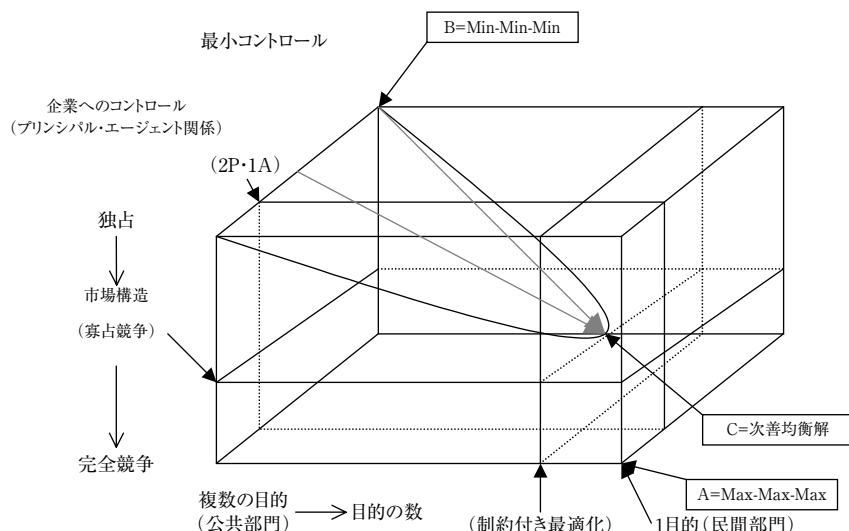 B=Min-Min-Min
最小コントロール
企業へのコントロール
(プリンシパル・エージェント関係)
(2P・1A)
独占
市場構造
(寡占競争)
C=次善均衡解
完全競争
A=Max-Max-Max
複数の目的
(公共部門)
目的の数
(制約付き最適化)
1目的(民間部門)